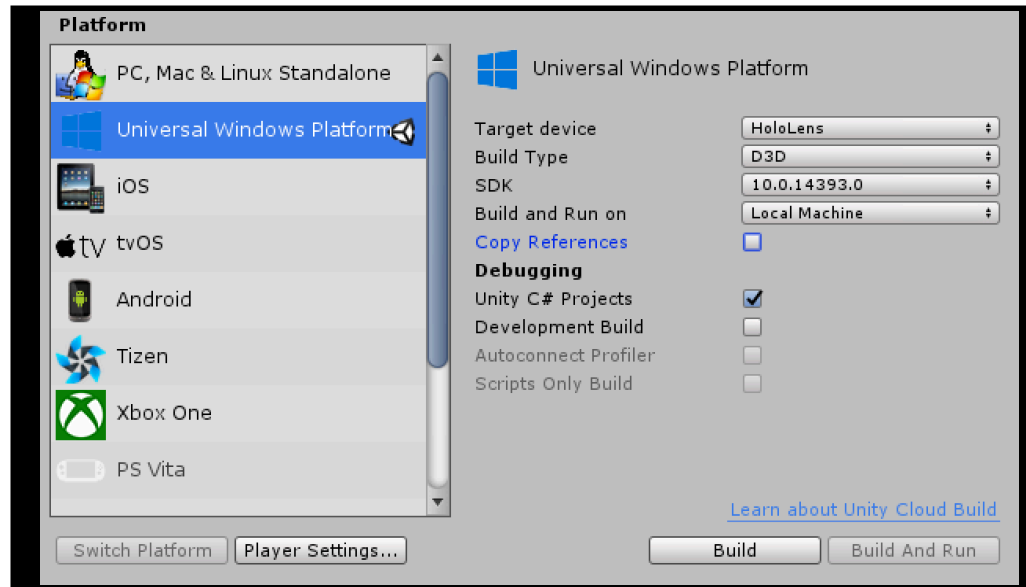 Platform
PC, Mac & Linux Standalone
Universal Windows Platform
iOS
tv tvOS
Android
Tizen
Xbox One
PS Vita
Switch Platform
Player Settings...
Universal Windows Platform
Target device HoloLens
Build Type D3D
SDK 10.0.14393.0
Build and Run on Local Machine
Copy References
Debugging
Unity C# Projects
Development Build
Autoconnect Profiler
Scripts Only Build
Learn about Unity Cloud Build
Build
Build And Run